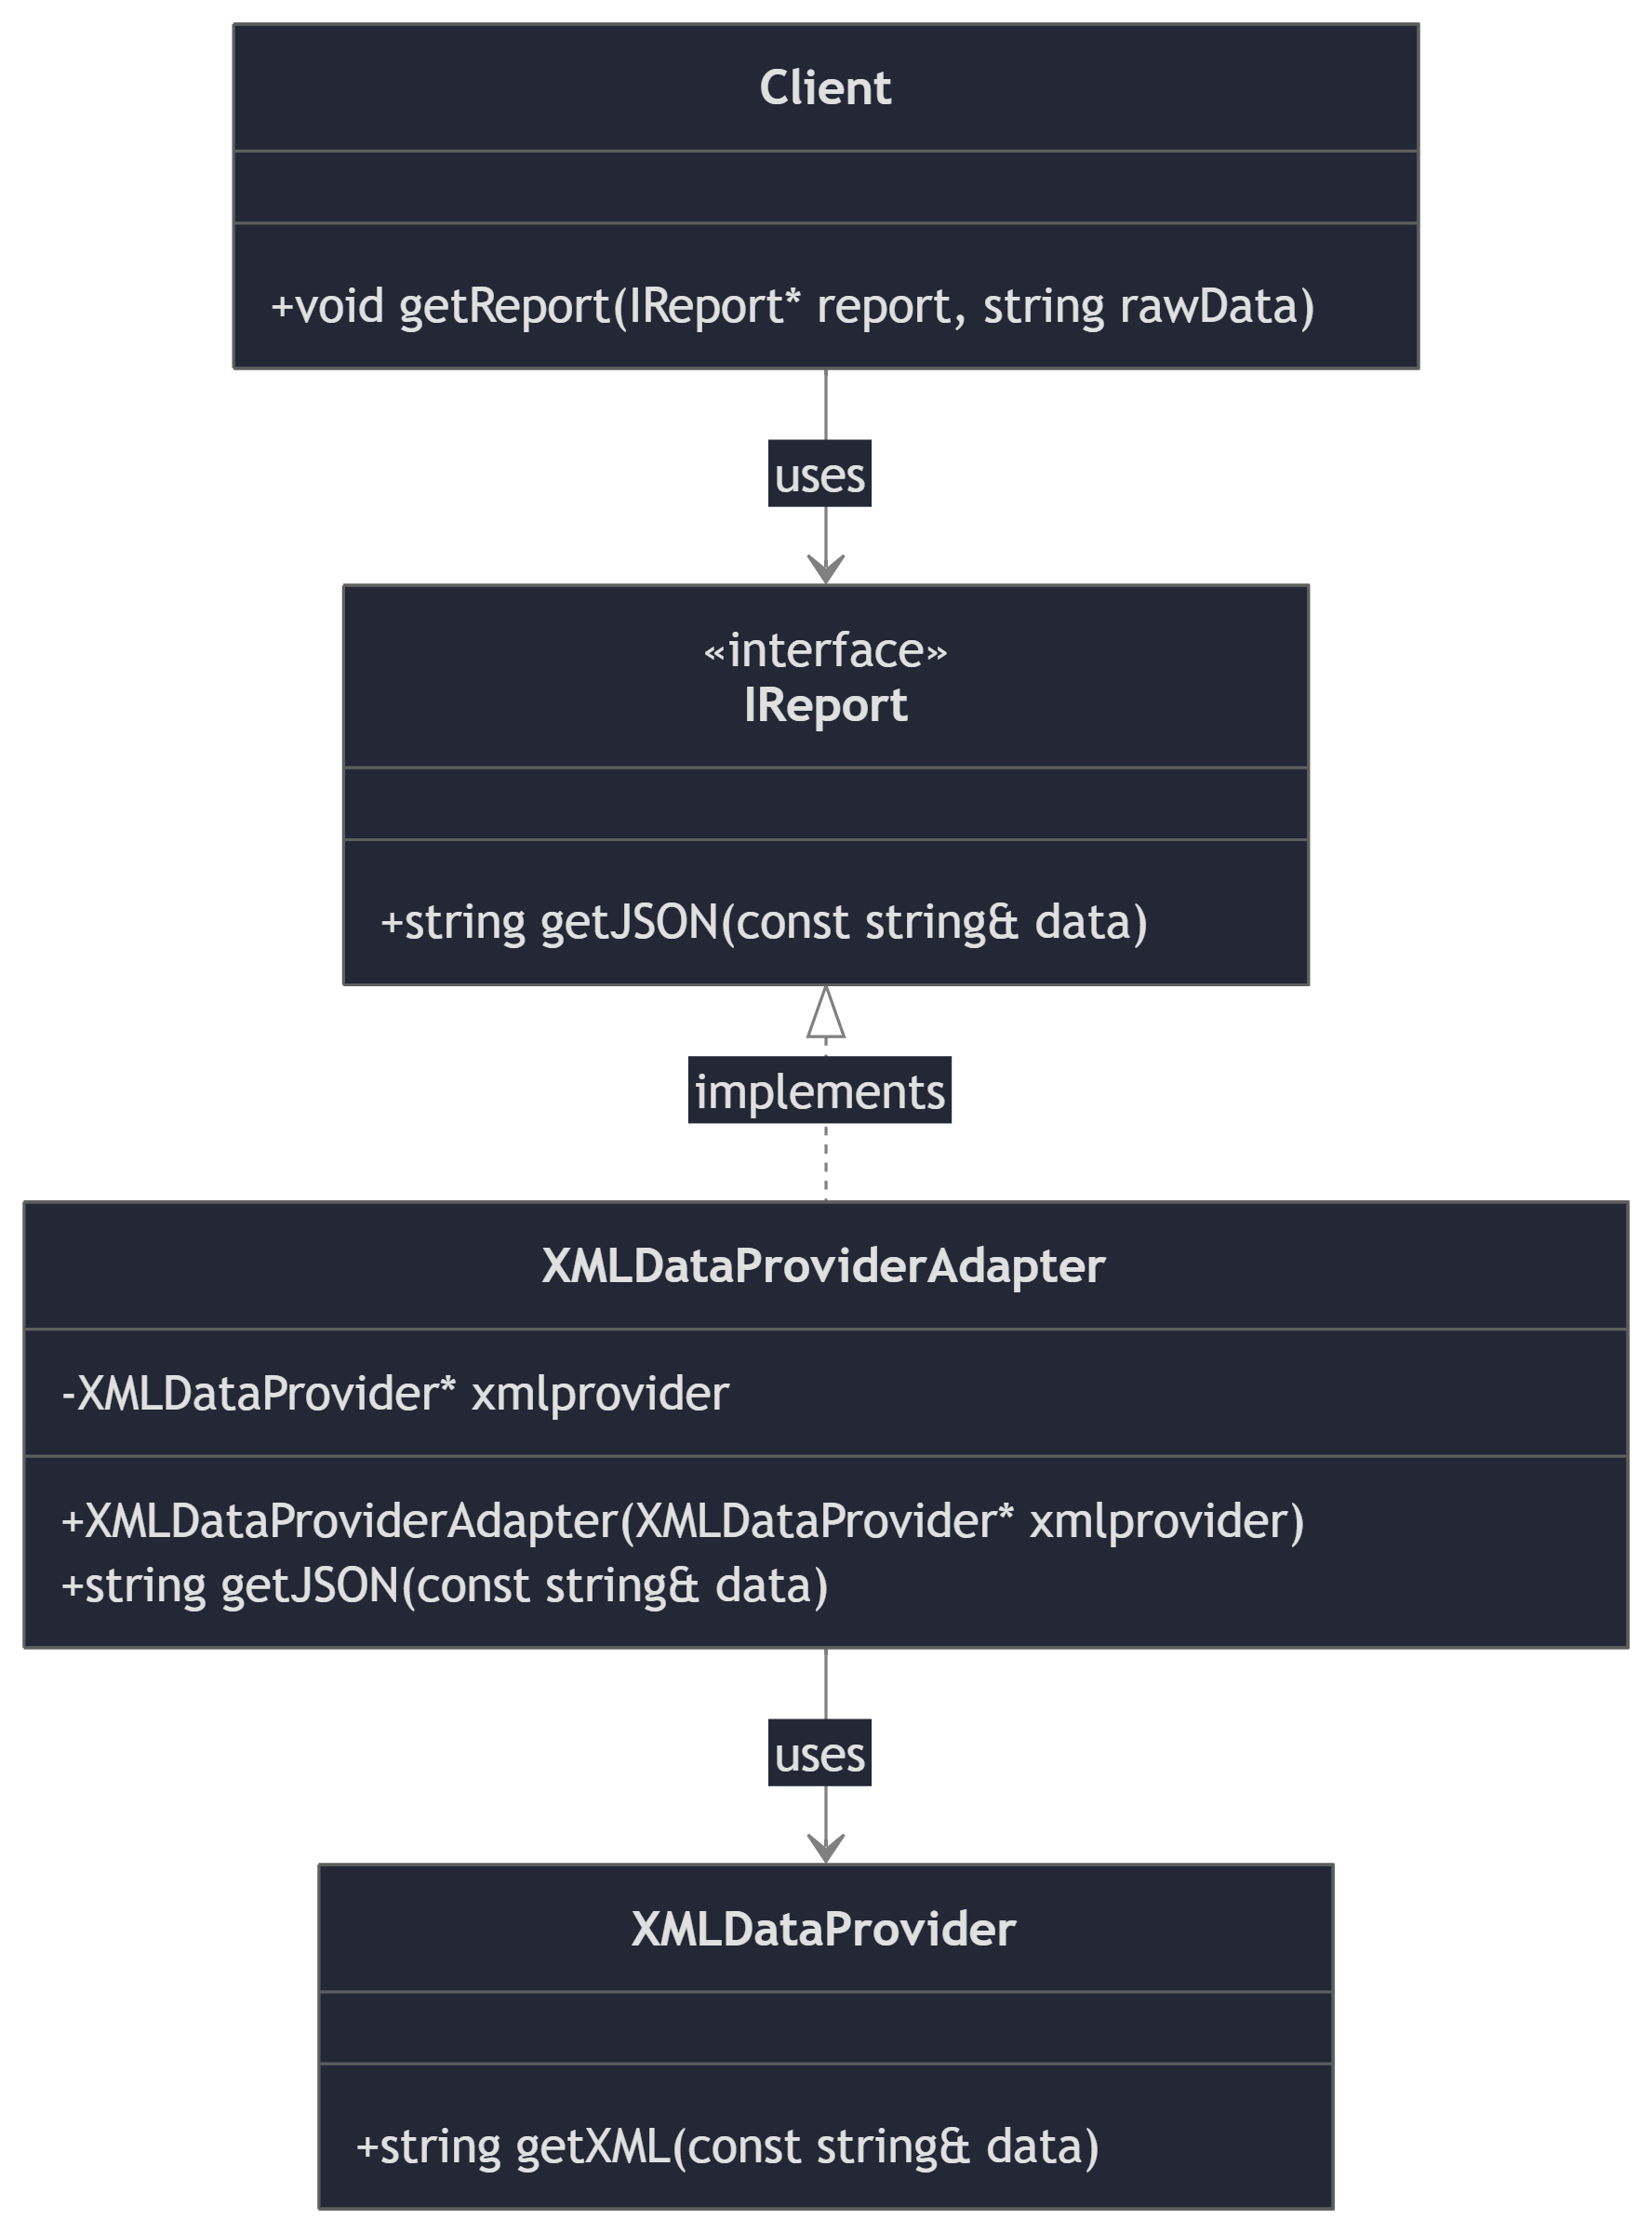 Client
+void getReport(IReport* report, string rawData)
uses
«interface»
IReport
+string getJSON(const string& data)
implements
XMLDataProviderAdapter
-XMLDataProvider* xmlprovider
+XMLDataProviderAdapter(XMLDataProvider* xmlprovider)
+string getJSON(const string& data)
uses
XMLDataProvider
+string getXML(const string& data)